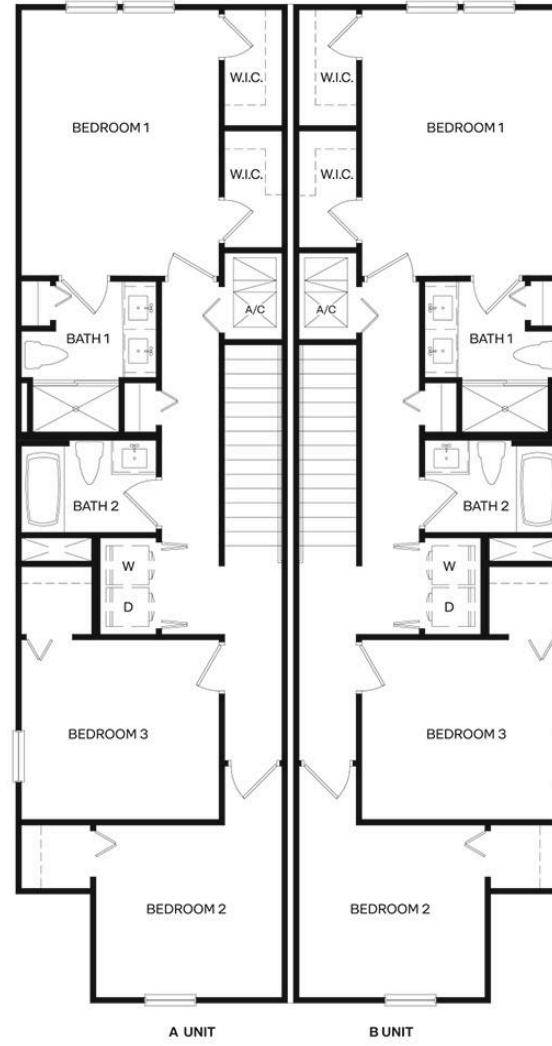 W.I.C.
W.I.C.
BEDROOM 1
BEDROOM 1
W.I.C.
W.I.C.
A/C
A/C
BATH 1
BATH 1
BATH 2
BATH 2
W
W
D
D
BEDROOM 3
BEDROOM 3
BEDROOM 2
BEDROOM 2
A UNIT
B UNIT